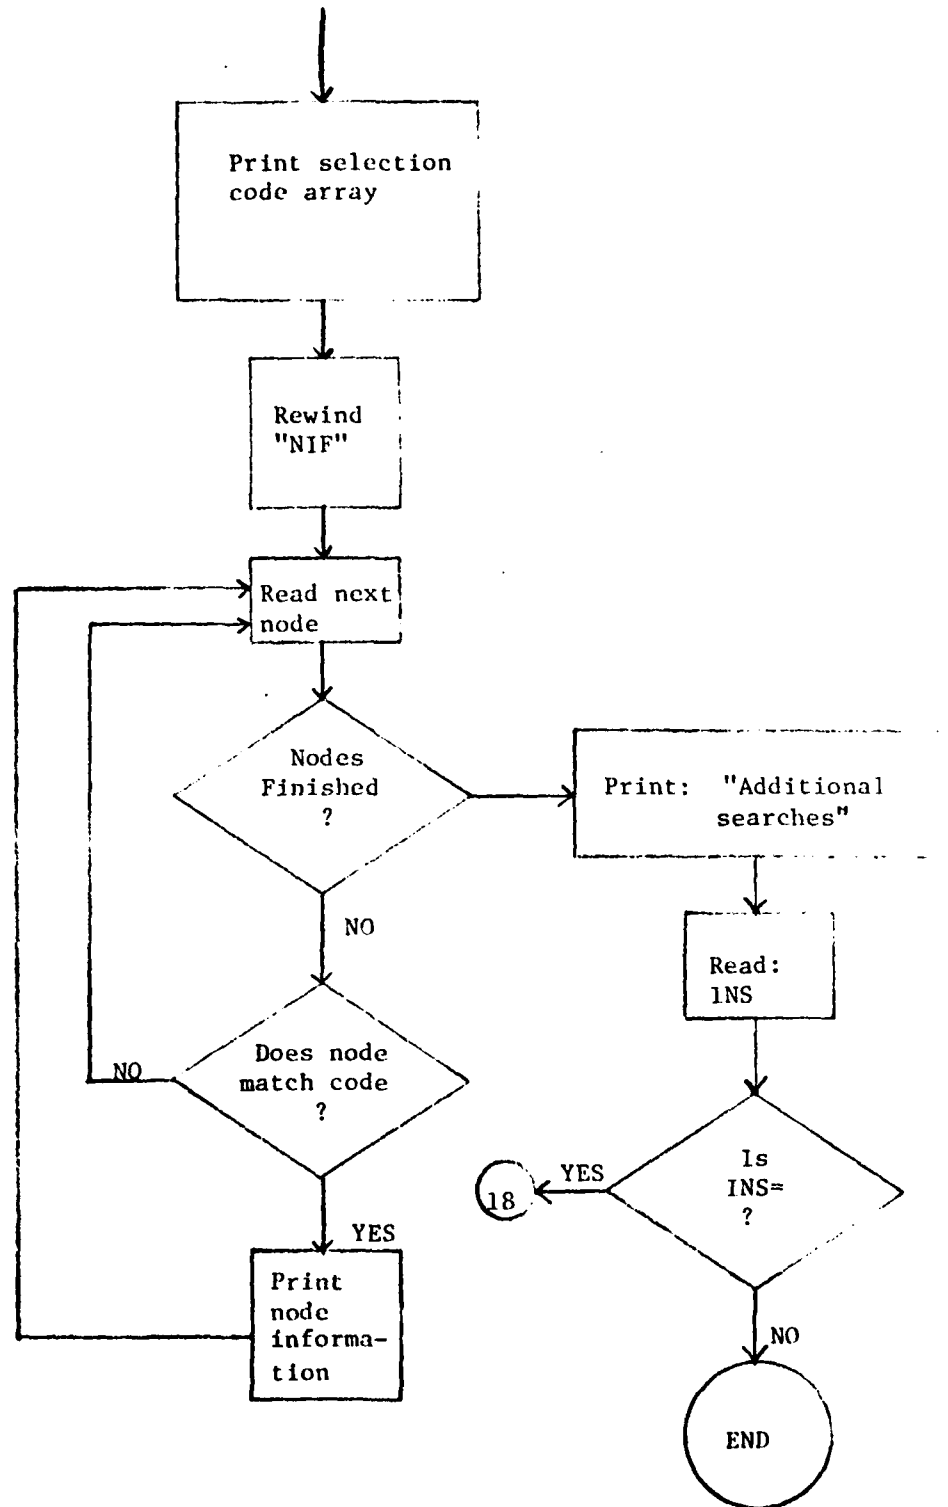 Print selection
code array
Rewind
"NIF"
Read next
node
Nodes
Finished
?
NO
Does node
match code
?
NO
YES
Print
node
informa-
tion
Print: "Additional
searches"
Read:
INS
Is
INS=
?
YES
18
NO
END